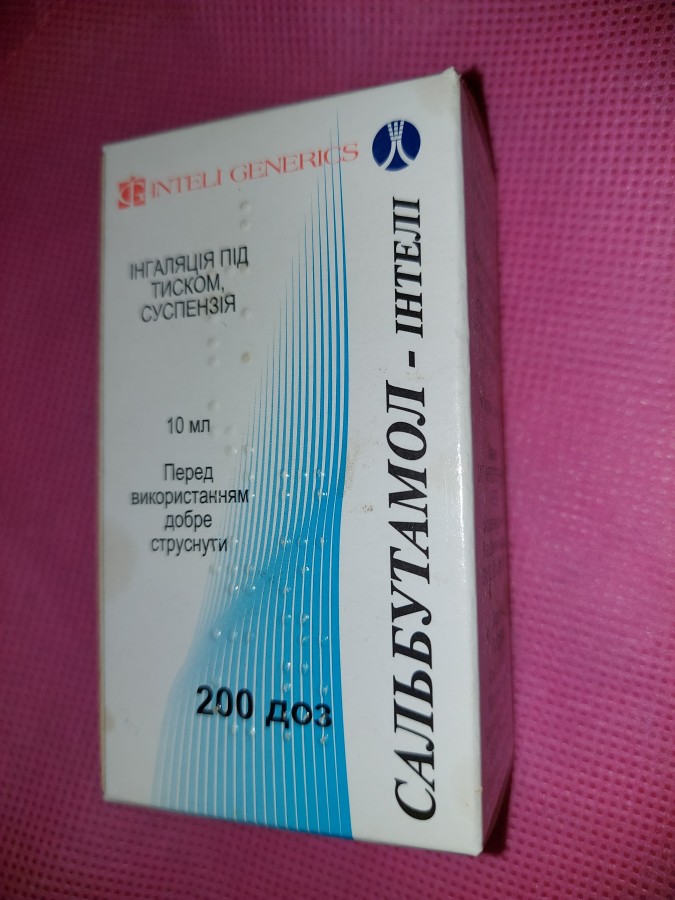 INTELI GENERICS
ІНГАЛЯЦІЯ ПІД
ТИСКОМ,
СУСПЕНЗІЯ
10 мл
Перед
використанням
добре
струснути
200 доз
САЛЬБУТАМОЛ - ІНТЕЛІ